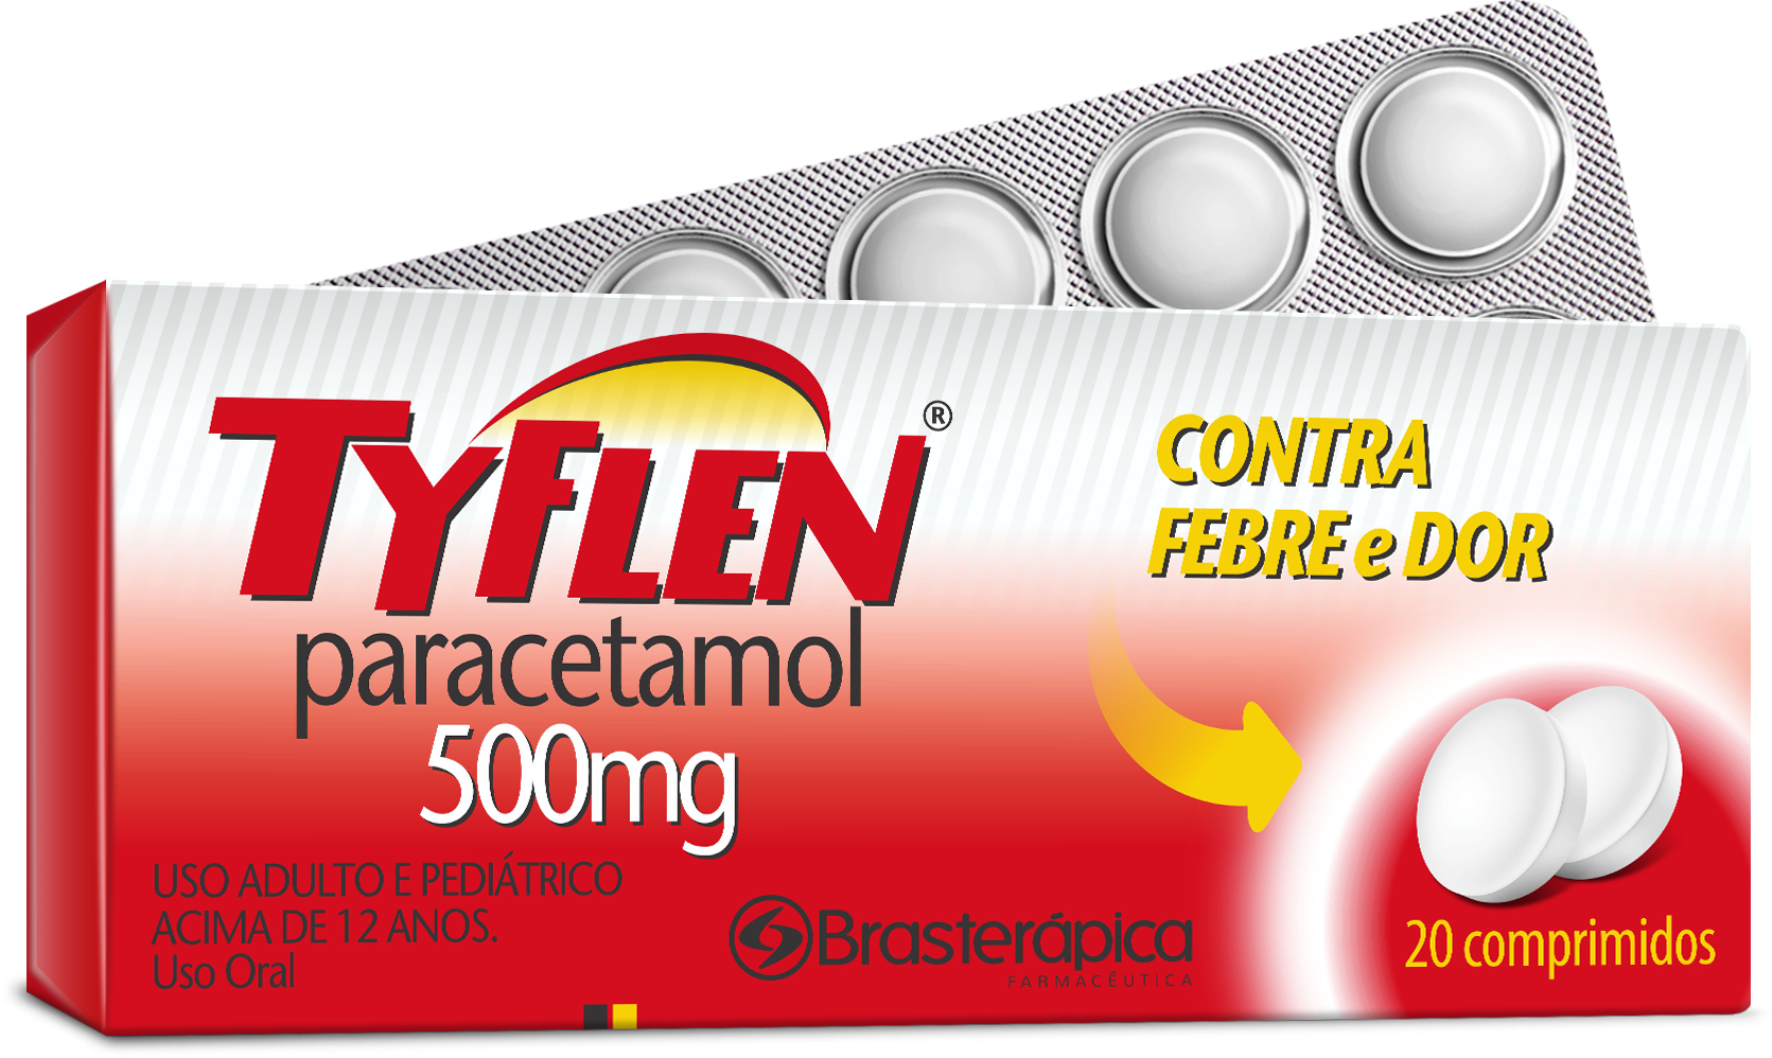 TYFLEN®
paracetamol
500mg
CONTRA
FEBRE e DOR
USO ADULTO E PEDIÁTRICO
ACIMA DE 12 ANOS.
Uso Oral
Brasterápica
FARMACÊUTICA
20 comprimidos